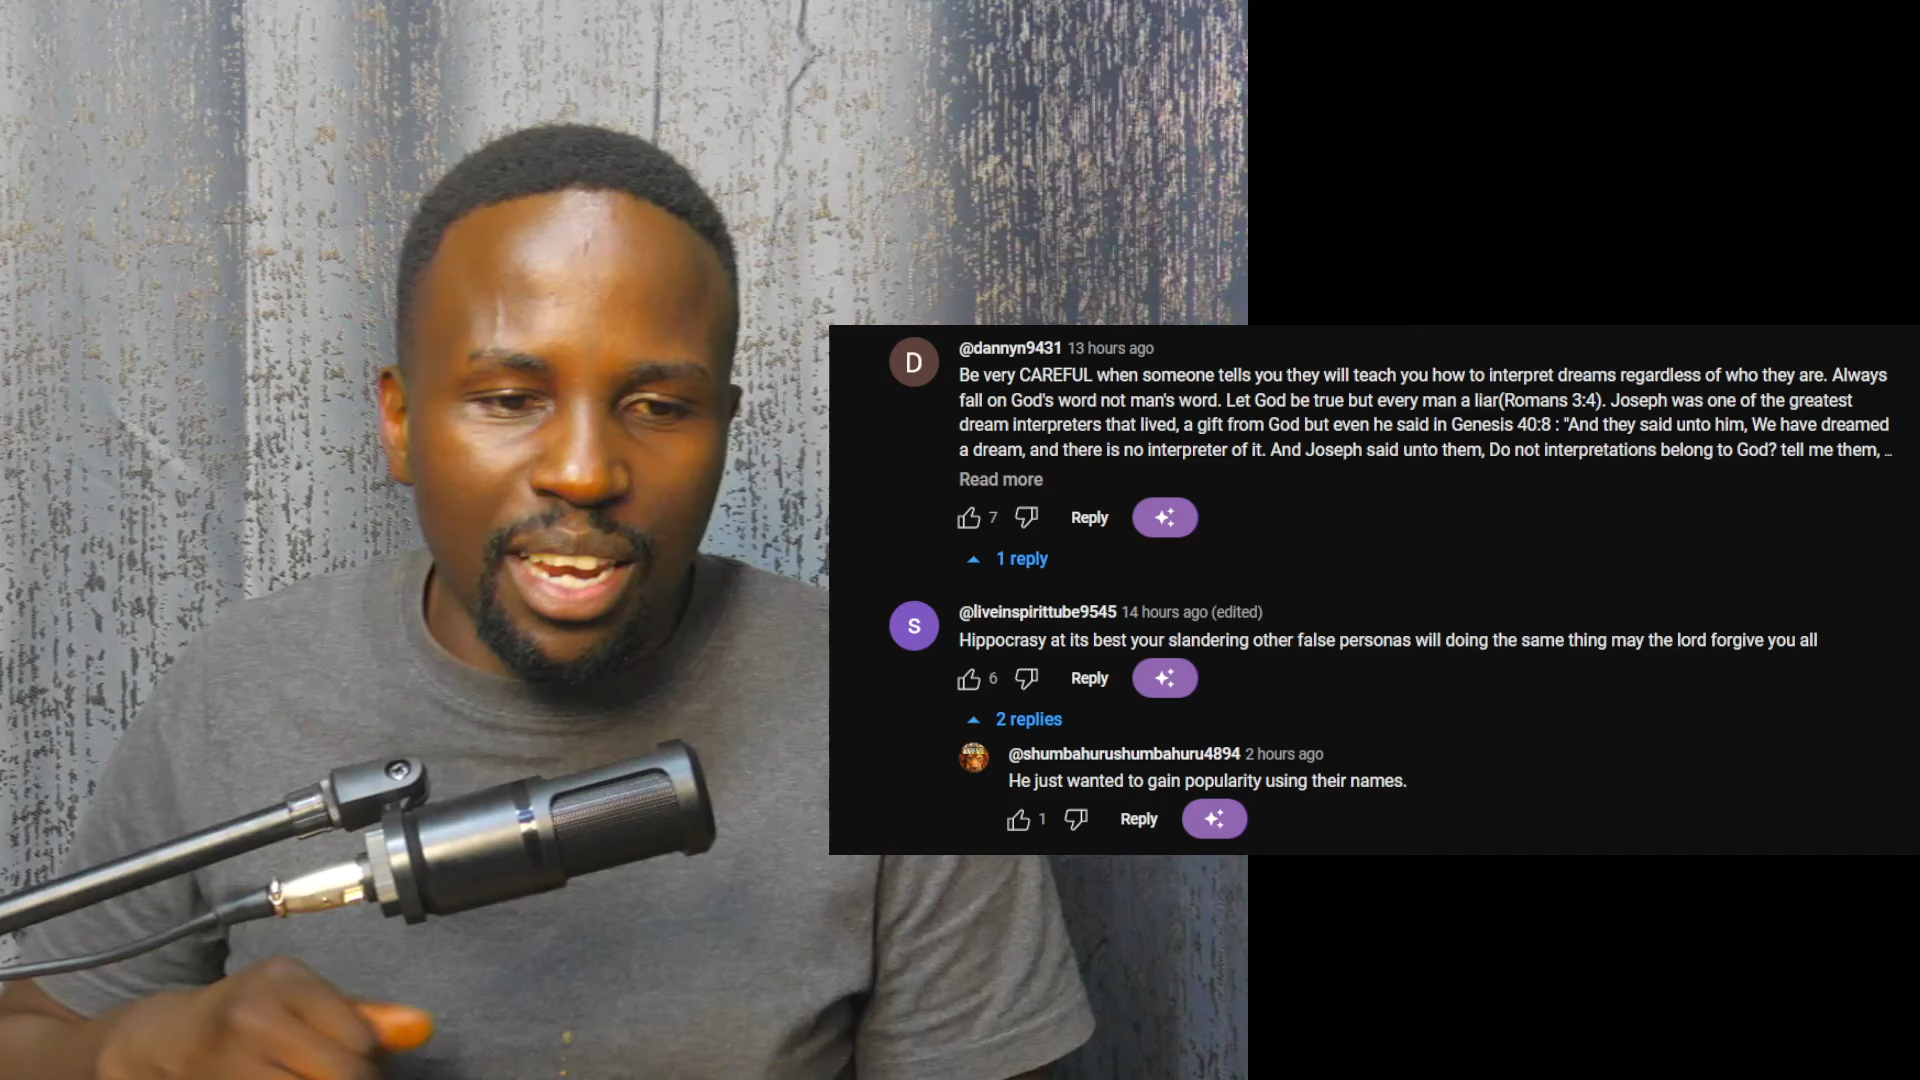 D
@dannyn9431 13 hours ago
Be very CAREFUL when someone tells you they will teach you how to interpret dreams regardless of who they are. Always
fall on God's word not man's word. Let God be true but every man a liar(Romans 3:4). Joseph was one of the greatest
dream interpreters that lived, a gift from God but even he said in Genesis 40:8 : "And they said unto him, We have dreamed
a dream, and there is no interpreter of it. And Joseph said unto them, Do not interpretations belong to God? tell me them, ...
Read more
7 Reply
1 reply
S
@liveinspirittube9545 14 hours ago (edited)
Hippocrasy at its best your slandering other false personas will doing the same thing may the lord forgive you all
6 Reply
2 replies
@shumbahurushumbahuru4894 2 hours ago
He just wanted to gain popularity using their names.
1 Reply